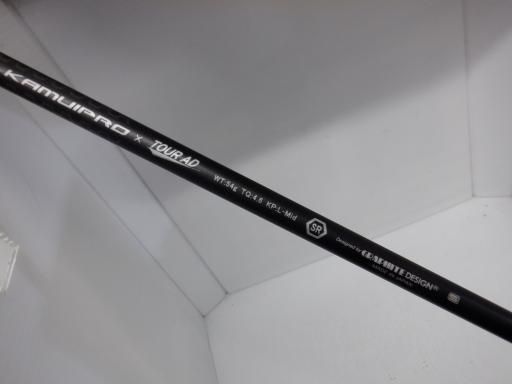 KAMUIPRO × TOUR AD WT:54g TQ:4.6 KP-L-Mid SR Designed by GRAPHITE DESIGN®
MADE IN JAPAN